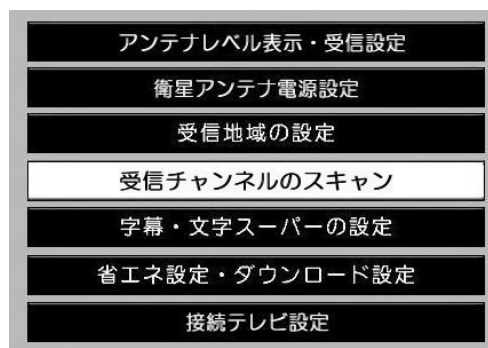 アンテナレベル表示・受信設定
衛星アンテナ電源設定
受信地域の設定
受信チャンネルのスキャン
字幕・文字スーパーの設定
省エネ設定・ダウンロード設定
接続テレビ設定